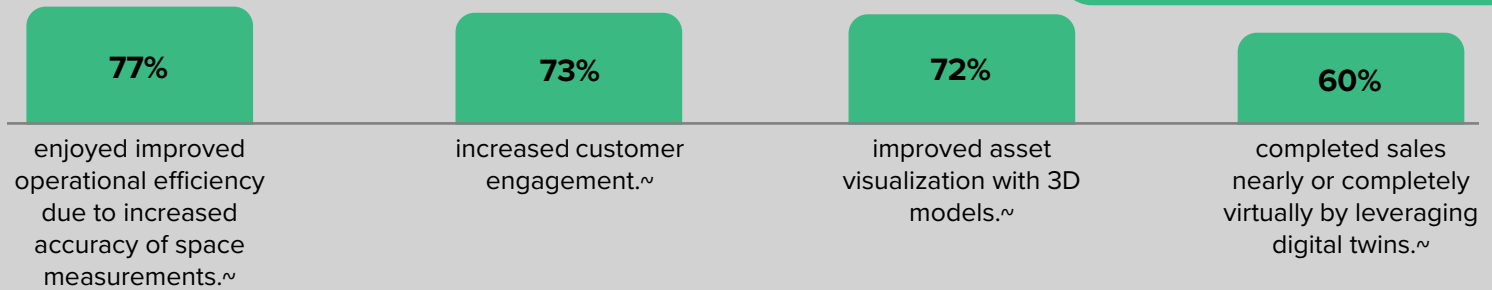 77%
enjoyed improved
operational efficiency
due to increased
accuracy of space
measurements.~
73%
increased customer
engagement.~
72%
improved asset
visualization with 3D
models.~
60%
completed sales
nearly or completely
virtually by leveraging
digital twins.~